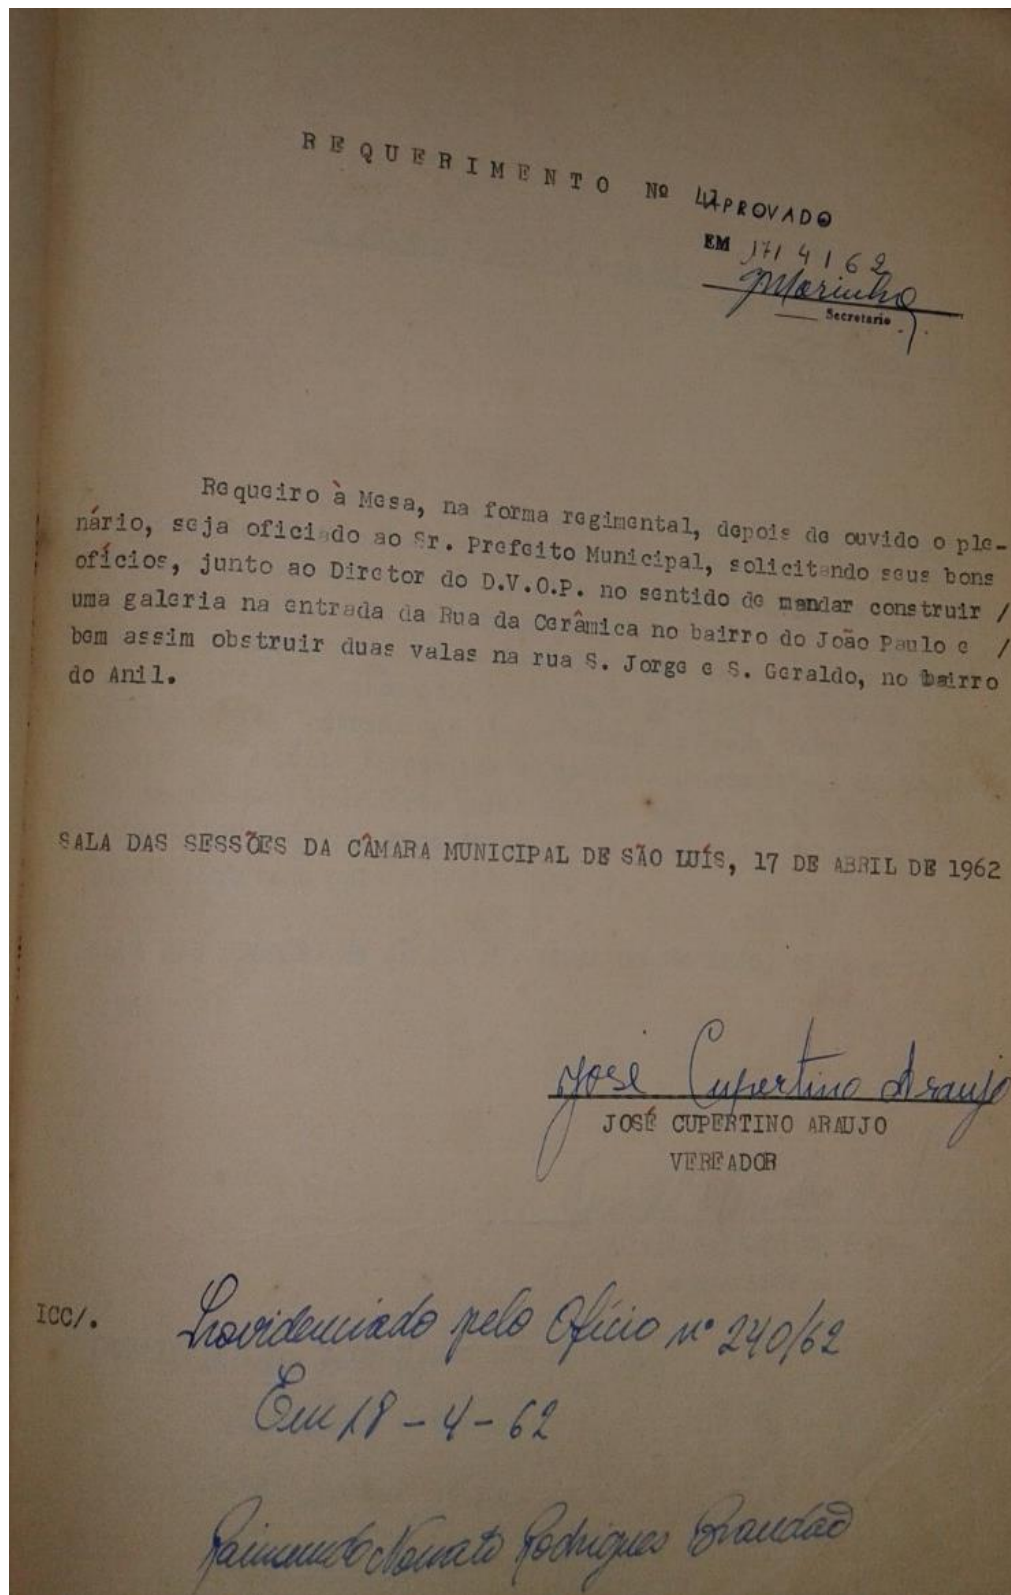 REQUERIMENTO Nº 47
APROVADO
EM 17/4/62
Marinho
Secretario
Requeiro à Mesa, na forma regimental, depois de ouvido o ple-
nário, seja oficiado ao Sr. Prefeito Municipal, solicitando seus bons
ofícios, junto ao Diretor do D.V.O.P. no sentido de mandar construir /
uma galeria na entrada da Rua da Cerâmica no bairro do João Paulo e /
bem assim obstruir duas valas na rua S. Jorge e S. Geraldo, no bairro
do Anil.
SALA DAS SESSÕES DA CÂMARA MUNICIPAL DE SÃO LUÍS, 17 DE ABRIL DE 1962
José Cupertino Araujo
JOSÉ CUPERTINO ARAUJO
VEREADOR
ICC/.
Providenciado pelo Ofício nº 240/62
Em 18-4-62
Raimundo Nonato Rodrigues Brandão